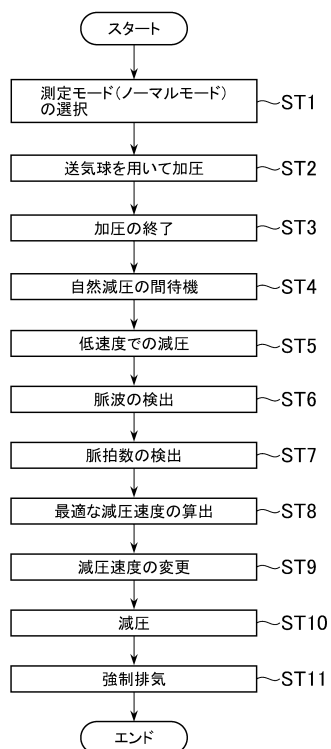 スタート
測定モード(ノーマルモード)
の選択
ST1
送気球を用いて加圧
ST2
加圧の終了
ST3
自然減圧の間待機
ST4
低速度での減圧
ST5
脈波の検出
ST6
脈拍数の検出
ST7
最適な減圧速度の算出
ST8
減圧速度の変更
ST9
減圧
ST10
強制排気
ST11
エンド